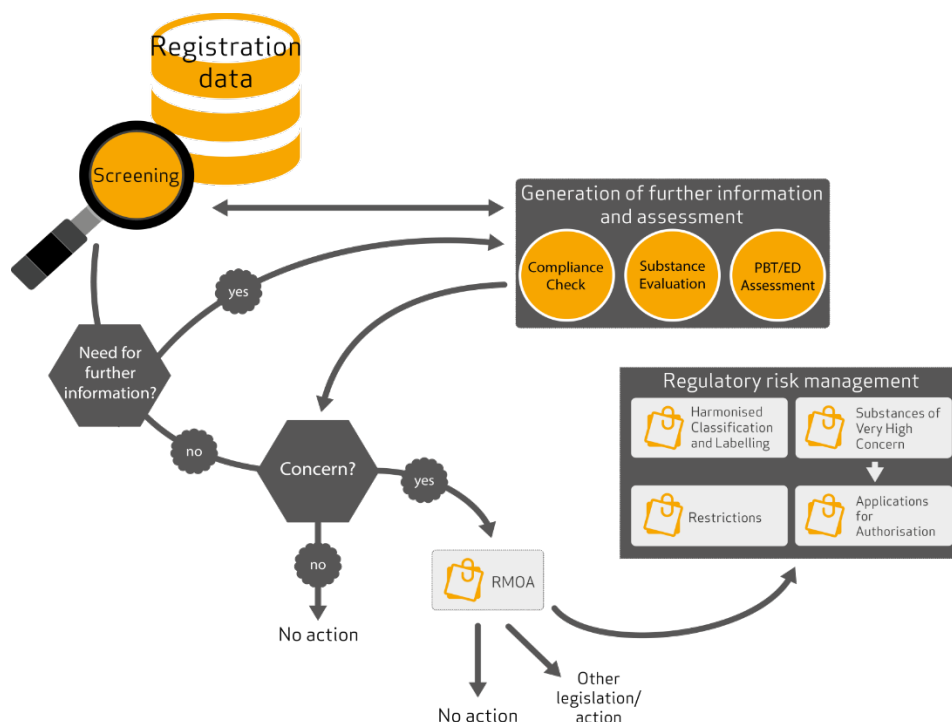 Registration
data
Screening
Generation of further information
and assessment
Compliance
Check
Substance
Evaluation
PBT/ED
Assessment
yes
Need for
further
information?
no
Concern?
yes
no
No action
RMOA
No action
Other
legislation/
action
Regulatory risk management
Harmonised
Classification
and Labelling
Substances of
Very High
Concern
Restrictions
Applications
for
Authorisation